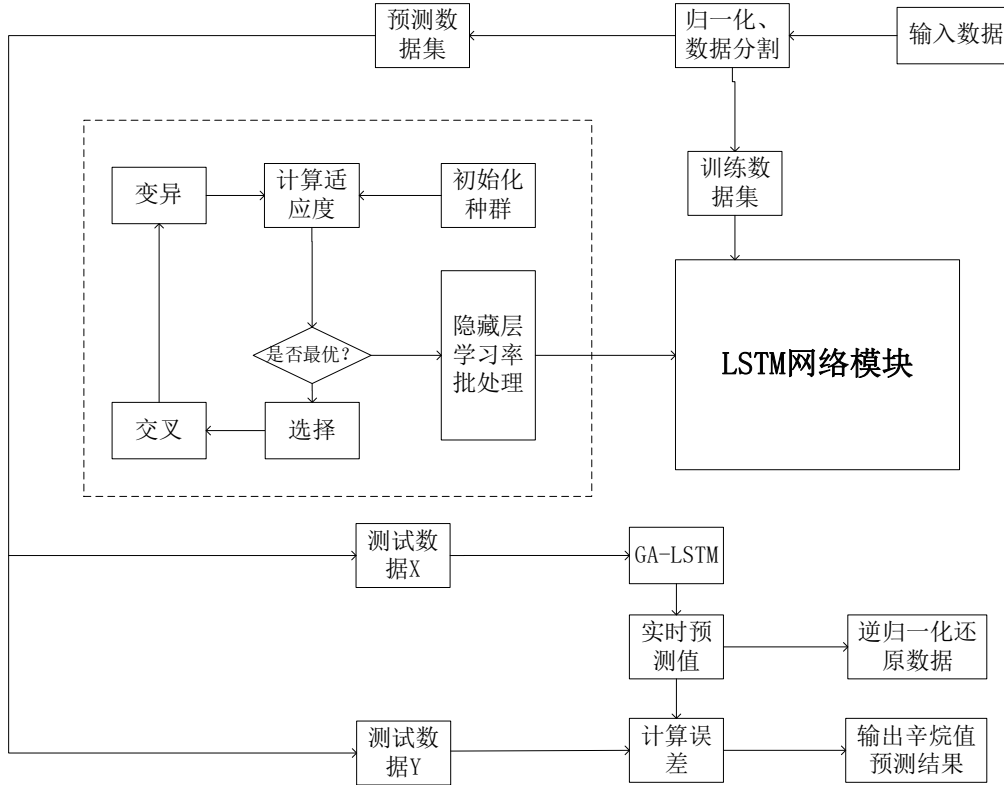 预测数
据集
归一化、
数据分割
输入数据
训练数
据集
变异
计算适
应度
初始化
种群
隐藏层
学习率
批处理
是否最优？
LSTM网络模块
交叉
选择
测试数
据X
GA-LSTM
实时预
测值
逆归一化还
原数据
测试数
据Y
计算误
差
输出辛烷值
预测结果